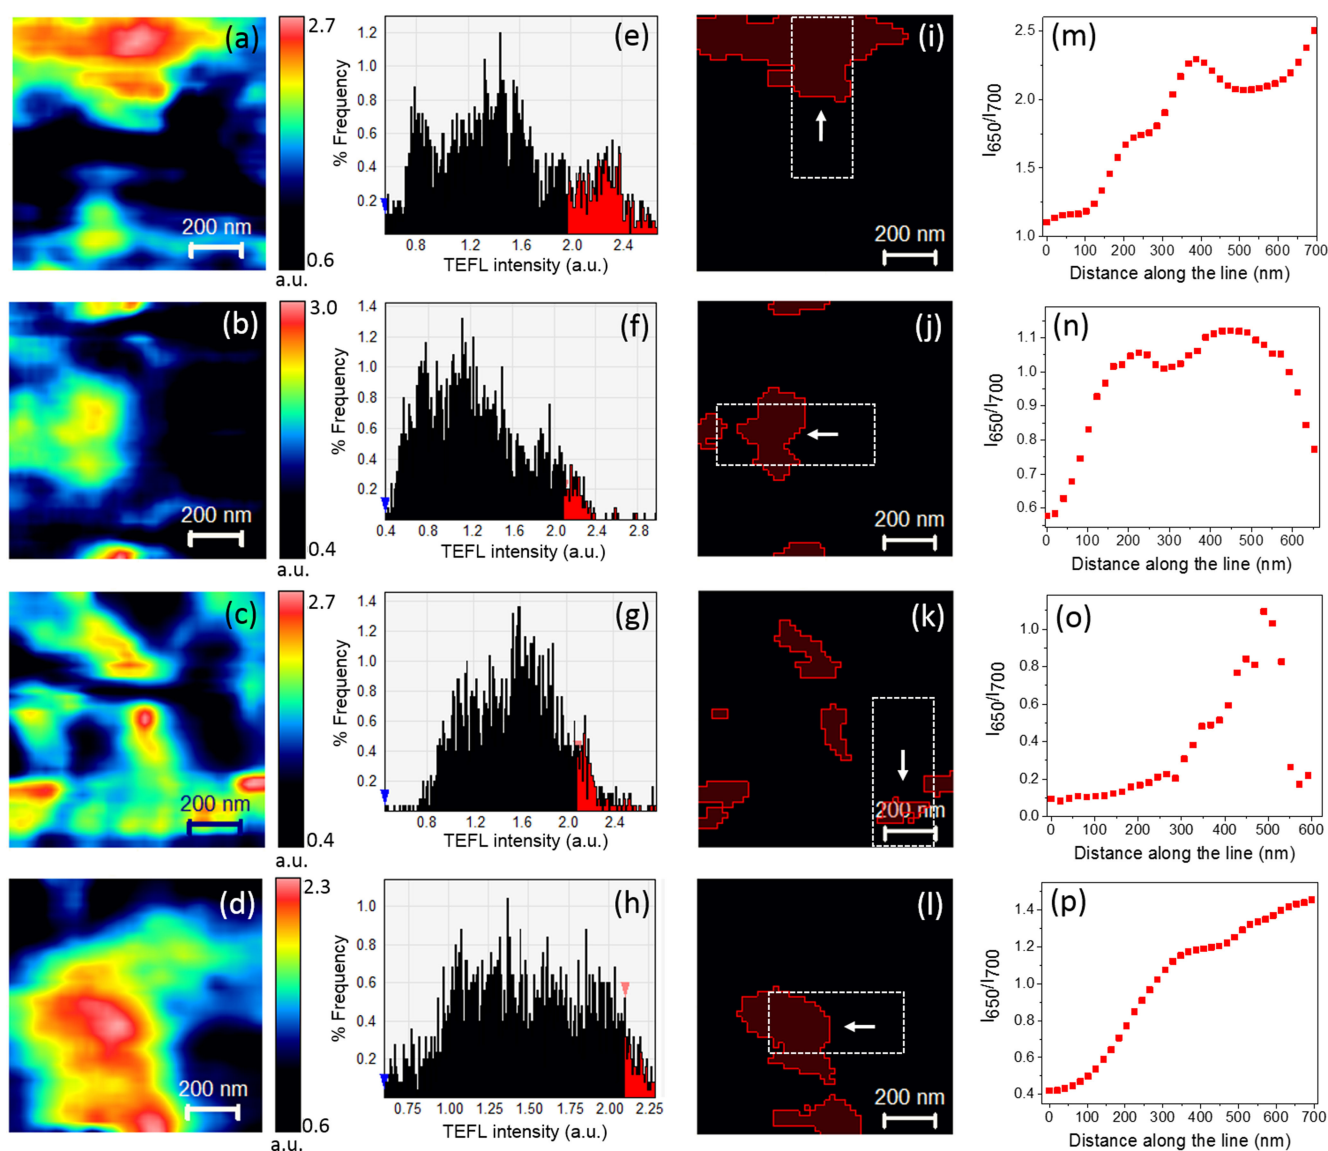 (a)
2.7
0.6
a.u.
200 nm
(e)
% Frequency
1.2
1.0
0.8
0.6
0.4
0.2
0.8 1.2 1.6 2.0 2.4
TEFL intensity (a.u.)
(i)
200 nm
(m)
I650/I700
2.5
2.0
1.5
1.0
0 100 200 300 400 500 600 700
Distance along the line (nm)
(b)
3.0
0.4
a.u.
200 nm
(f)
% Frequency
1.4
1.2
1.0
0.8
0.6
0.4
0.2
0.4 0.8 1.2 1.6 2.0 2.4 2.8
TEFL intensity (a.u.)
(j)
200 nm
(n)
I650/I700
1.1
1.0
0.9
0.8
0.7
0.6
0 100 200 300 400 500 600
Distance along the line (nm)
(c)
2.7
0.4
a.u.
200 nm
(g)
% Frequency
1.4
1.2
1.0
0.8
0.6
0.4
0.2
0.8 1.2 1.6 2.0 2.4
TEFL intensity (a.u.)
(k)
200 nm
(o)
I650/I700
1.0
0.8
0.6
0.4
0.2
0.0
0 100 200 300 400 500 600
Distance along the line (nm)
(d)
2.3
0.6
a.u.
200 nm
(h)
% Frequency
1.0
0.8
0.6
0.4
0.2
0.75 1.00 1.25 1.50 1.75 2.00 2.25
TEFL intensity (a.u.)
(l)
200 nm
(p)
I650/I700
1.4
1.2
1.0
0.8
0.6
0.4
0 100 200 300 400 500 600 700
Distance along the line (nm)